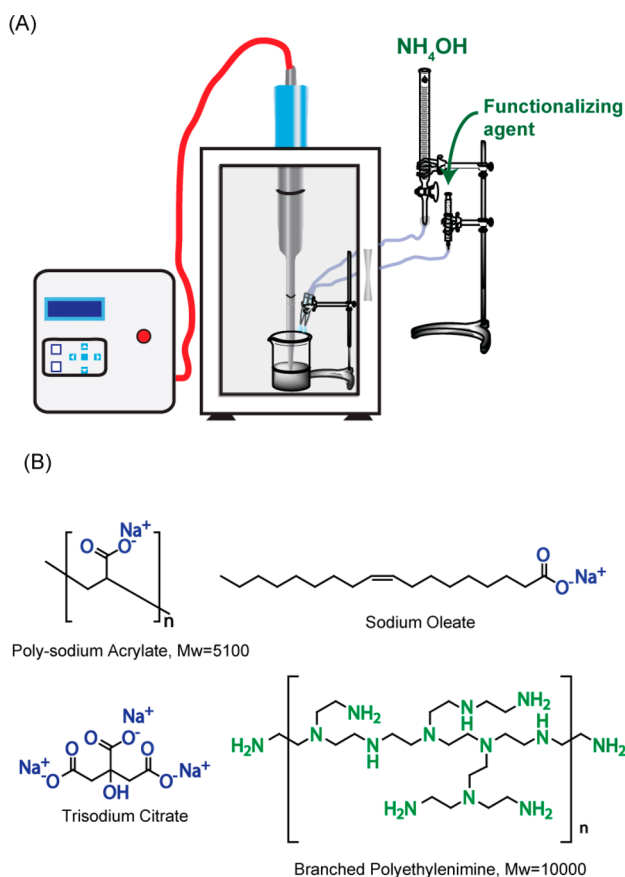 (A)
NH4OH
Functionalizing
agent
(B)
Na+
O
O-
n
Poly-sodium Acrylate, Mw=5100
O
O-
Na+
Sodium Oleate
Na+
O-
O
Na+
O
-O
O
O-
Na+
OH
Trisodium Citrate
NH2
H
N
NH2
N
H2N
N
N
H
N
N
H
N
NH2
H2N
N
NH2
n
Branched Polyethylenimine, Mw=10000